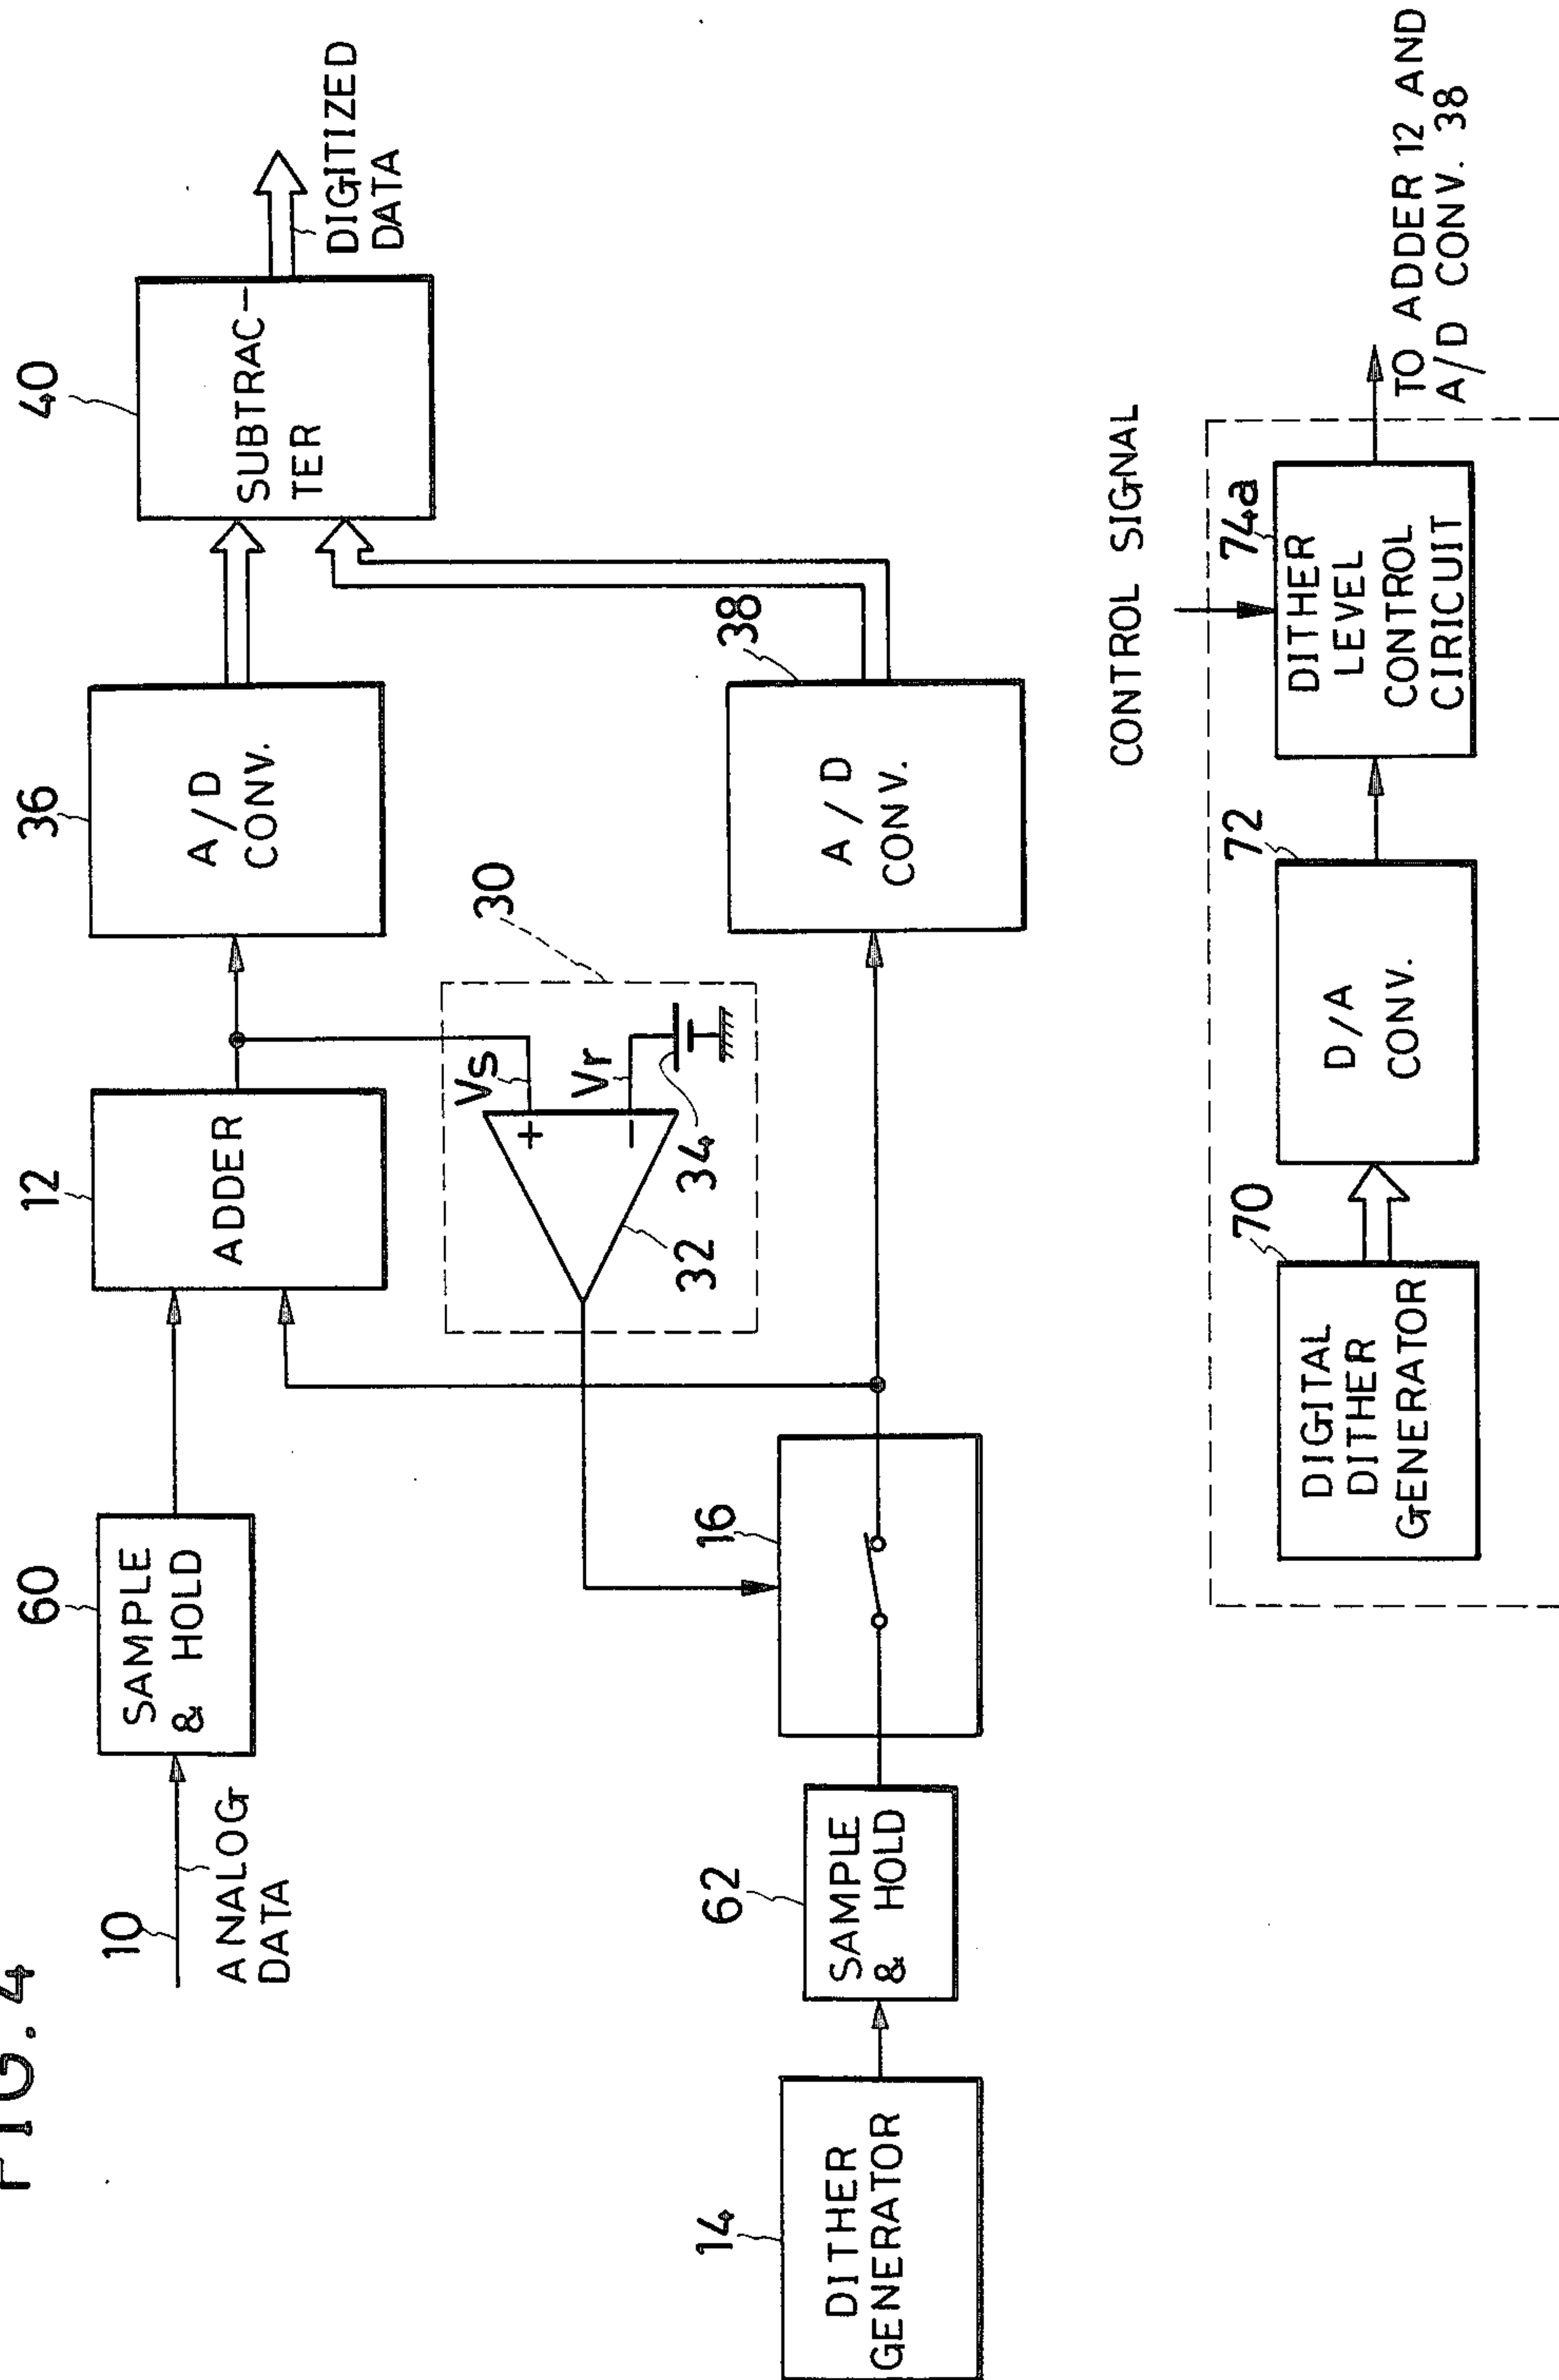 FIG. 4
10
ANALOG
DATA
60
SAMPLE
& HOLD
12
ADDER
36
A/D
CONV.
40
SUBTRAC-
TER
DIGITIZED
DATA
30
Vs
Vr
+
−
32
34
14
DITHER
GENERATOR
62
SAMPLE
& HOLD
16
38
A/D
CONV.
CONTROL SIGNAL
70
DIGITAL
DITHER
GENERATOR
72
D/A
CONV.
74a
DITHER
LEVEL
CONTROL
CIRICUIT
TO ADDER 12 AND
A/D CONV. 38